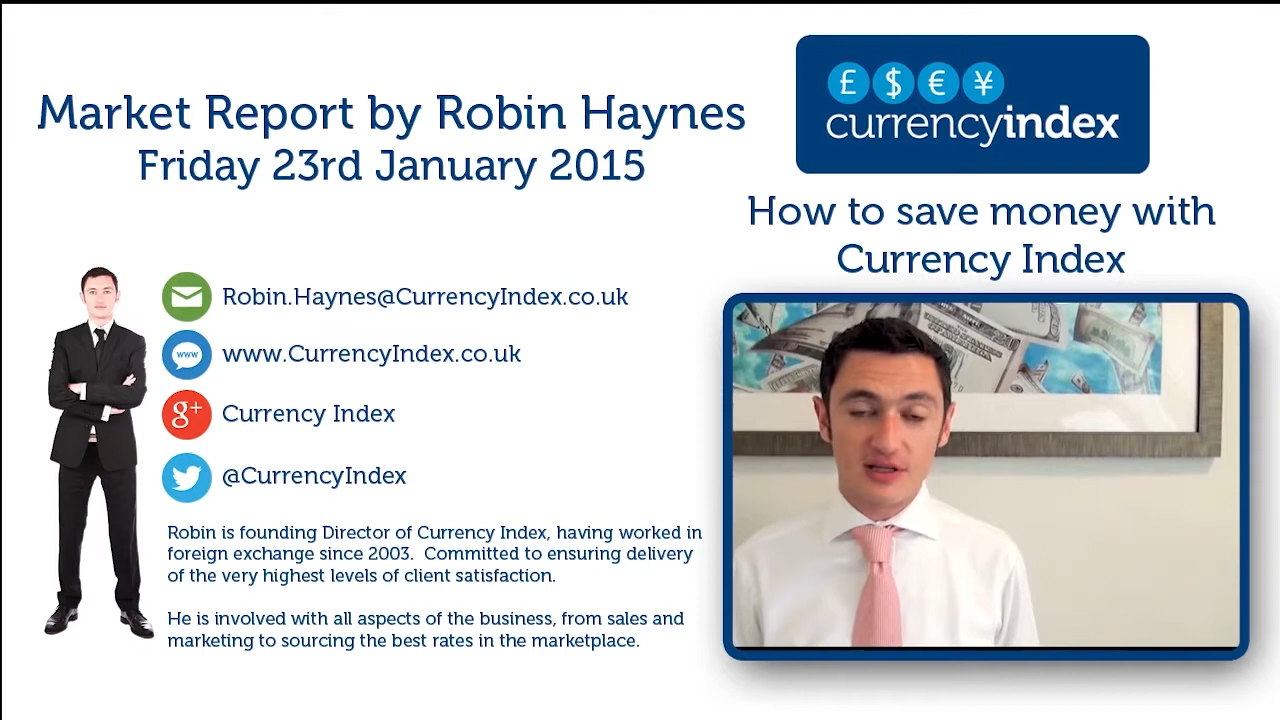 Market Report by Robin Haynes
Friday 23rd January 2015
£ $ € ¥
currencyindex
How to save money with
Currency Index
Robin.Haynes@CurrencyIndex.co.uk
www
www.CurrencyIndex.co.uk
g+
Currency Index
@CurrencyIndex
Robin is founding Director of Currency Index, having worked in
foreign exchange since 2003. Committed to ensuring delivery
of the very highest levels of client satisfaction.
He is involved with all aspects of the business, from sales and
marketing to sourcing the best rates in the marketplace.